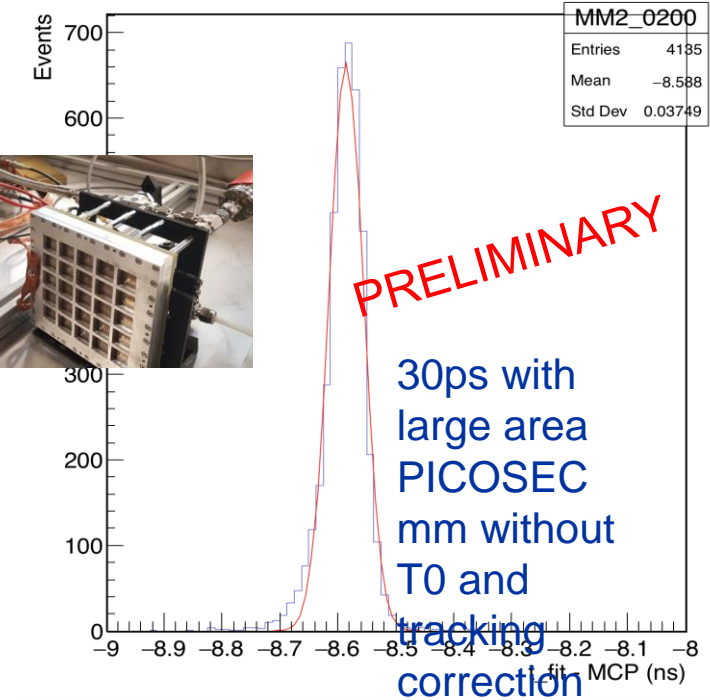 MM2_0200
Entries 4135
Mean −8.588
Std Dev 0.03749
Events
700
600
300
200
100
0
PRELIMINARY
30ps with
large area
PICOSEC
mm without
T0 and
tracking
correction
−9 −8.9 −8.8 −8.7 −8.6 −8.5 −8.4 −8.3 −8.2 −8.1 −8
_fit - MCP (ns)